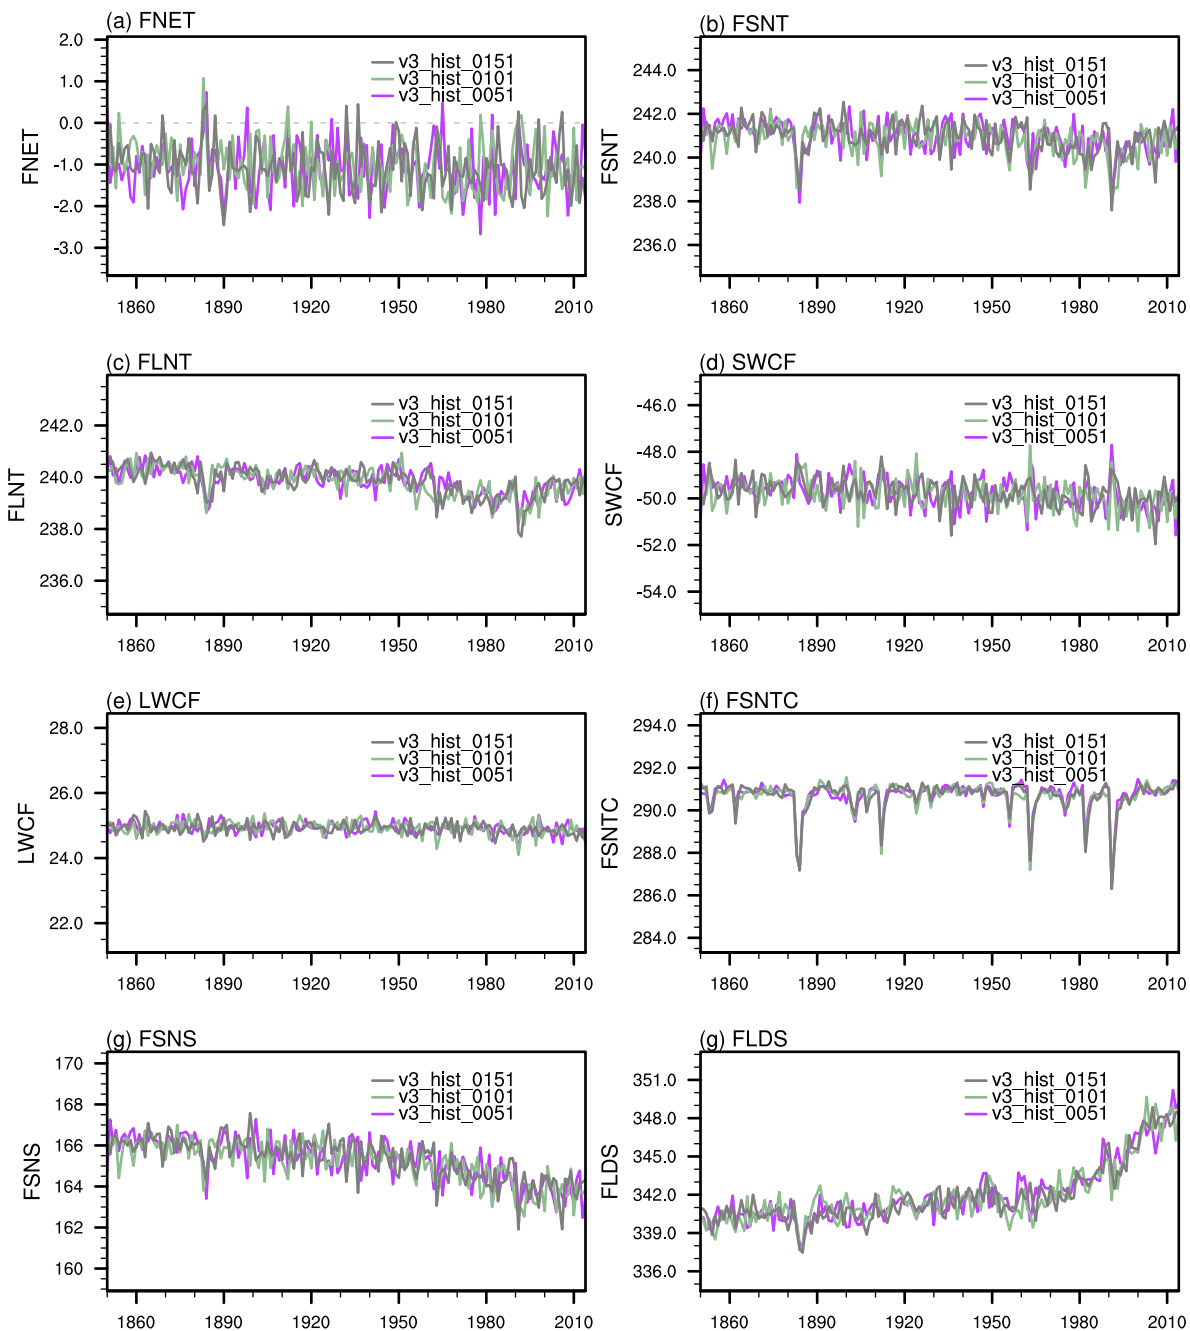 (a) FNET
2.0
1.0
0.0
-1.0
-2.0
-3.0
FNET
v3_hist_0151
v3_hist_0101
v3_hist_0051
1860 1890 1920 1950 1980 2010
(b) FSNT
244.0
242.0
240.0
238.0
236.0
FSNT
v3_hist_0151
v3_hist_0101
v3_hist_0051
1860 1890 1920 1950 1980 2010
(c) FLNT
242.0
240.0
238.0
236.0
FLNT
v3_hist_0151
v3_hist_0101
v3_hist_0051
1860 1890 1920 1950 1980 2010
(d) SWCF
-46.0
-48.0
-50.0
-52.0
-54.0
SWCF
v3_hist_0151
v3_hist_0101
v3_hist_0051
1860 1890 1920 1950 1980 2010
(e) LWCF
28.0
26.0
24.0
22.0
LWCF
v3_hist_0151
v3_hist_0101
v3_hist_0051
1860 1890 1920 1950 1980 2010
(f) FSNTC
294.0
292.0
290.0
288.0
286.0
284.0
FSNTC
v3_hist_0151
v3_hist_0101
v3_hist_0051
1860 1890 1920 1950 1980 2010
(g) FSNS
170
168
166
164
162
160
FSNS
v3_hist_0151
v3_hist_0101
v3_hist_0051
1860 1890 1920 1950 1980 2010
(g) FLDS
351.0
348.0
345.0
342.0
339.0
336.0
FLDS
v3_hist_0151
v3_hist_0101
v3_hist_0051
1860 1890 1920 1950 1980 2010